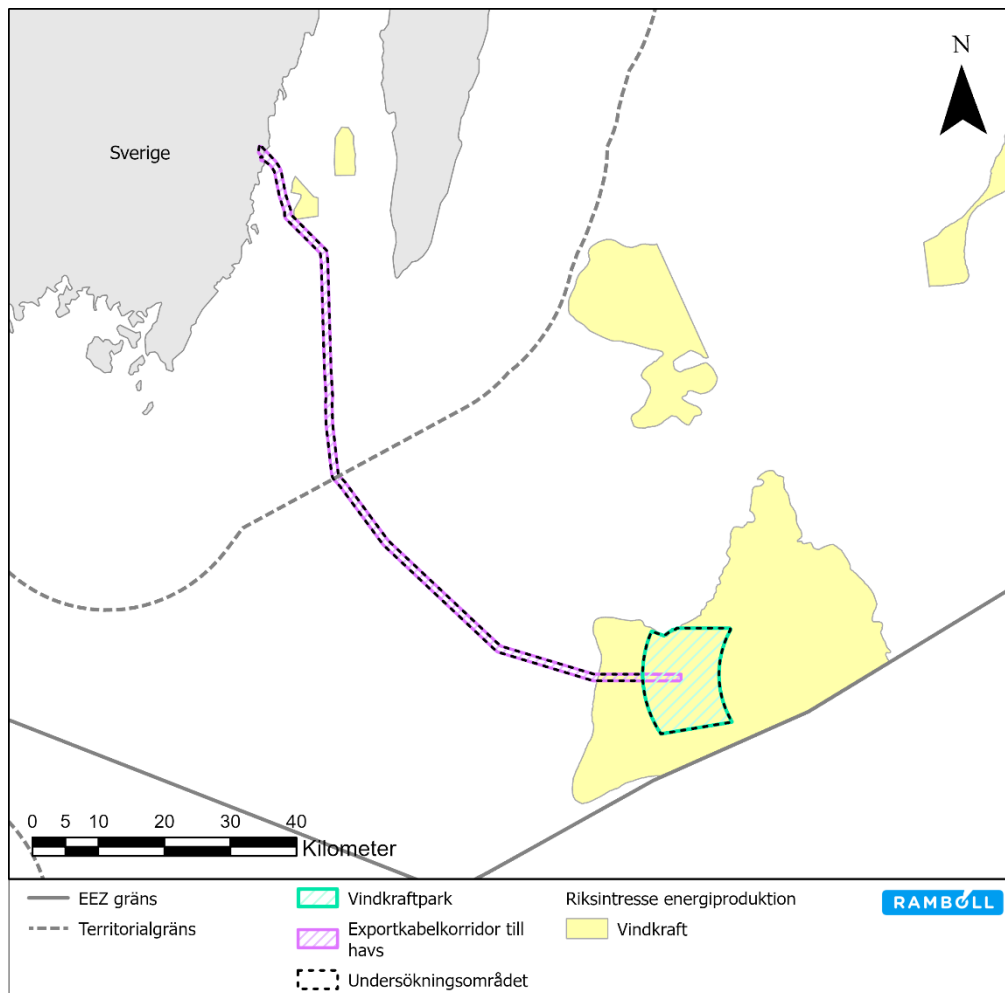 N
Sverige
0 5 10 20 30 40
Kilometer
EEZ gräns
Territorialgräns
Vindkraftpark
Exportkabelkorridor till
havs
Undersökningsområdet
Riksintresse energiproduktion
Vindkraft
RAMBOLL